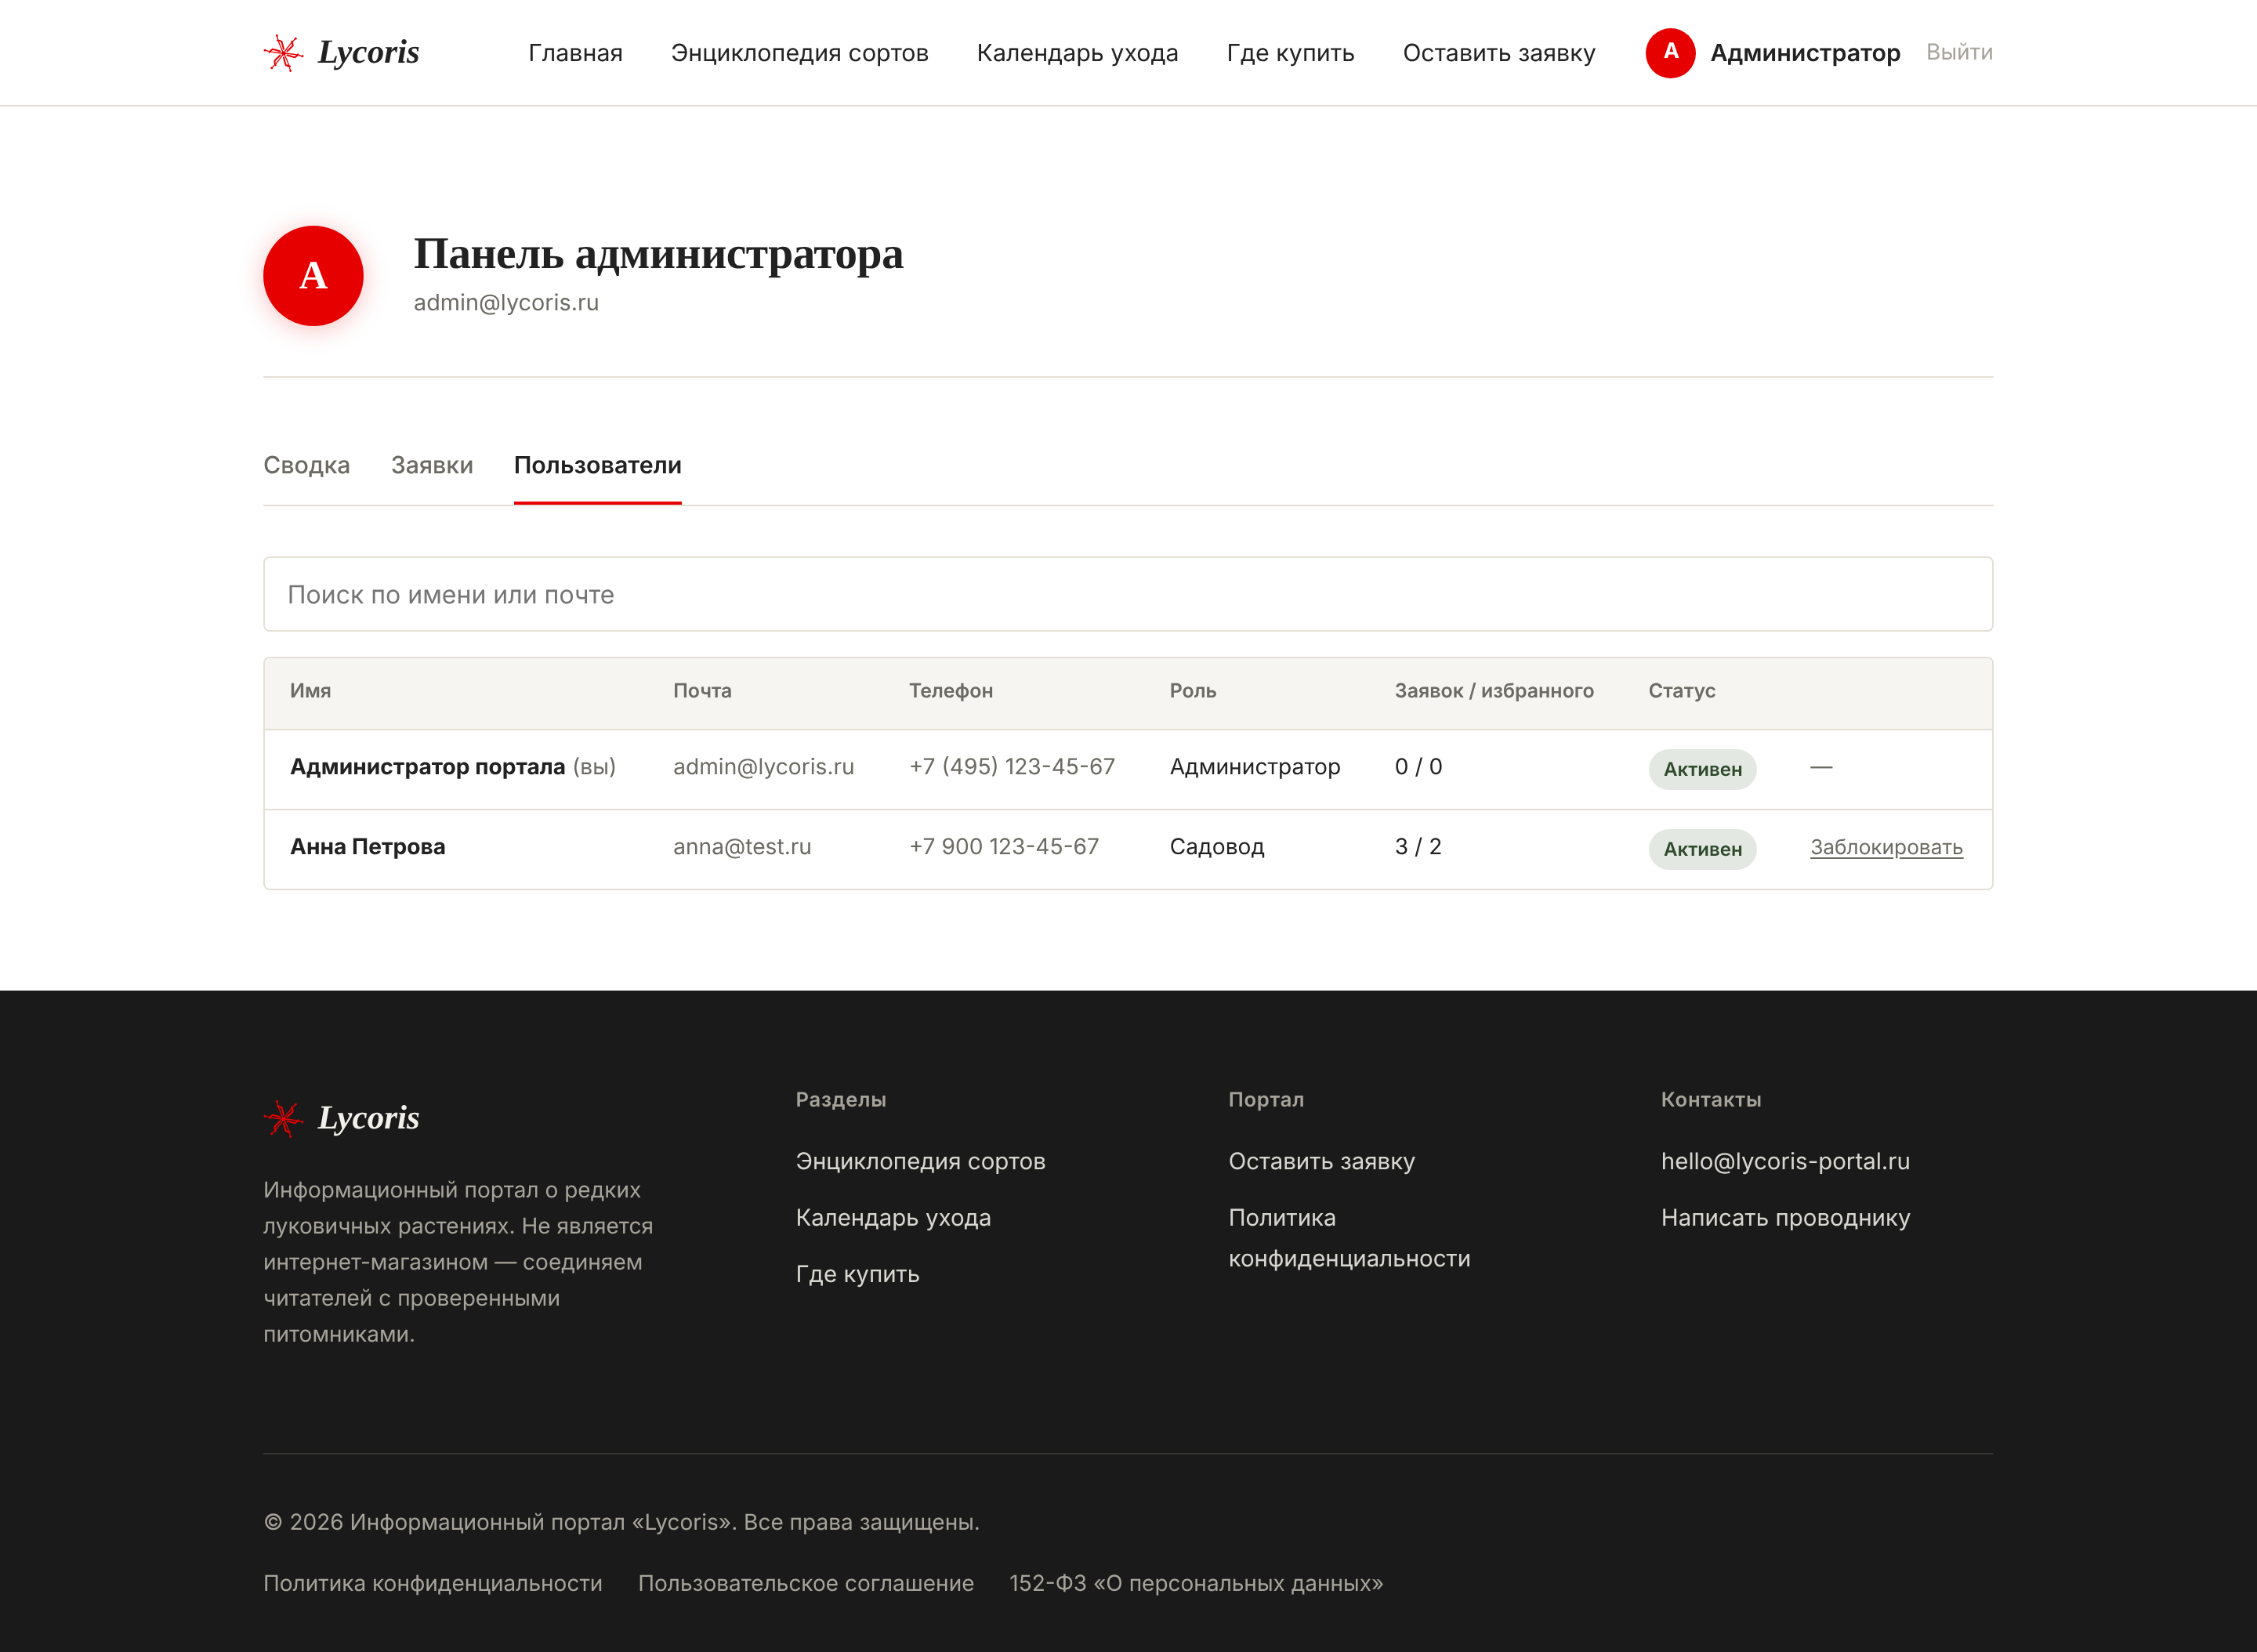 Lycoris
Главная
Энциклопедия сортов
Календарь ухода
Где купить
Оставить заявку
А
Администратор
Выйти
А
Панель администратора
admin@lycoris.ru
Сводка
Заявки
Пользователи
Поиск по имени или почте
Имя Почта Телефон Роль Заявок / избранного Статус
Администратор портала (вы) admin@lycoris.ru +7 (495) 123-45-67 Администратор 0 / 0 Активен —
Анна Петрова anna@test.ru +7 900 123-45-67 Садовод 3 / 2 Активен Заблокировать
Lycoris
Информационный портал о редких
луковичных растениях. Не является
интернет-магазином — соединяем
читателей с проверенными
питомниками.
Разделы
Энциклопедия сортов
Календарь ухода
Где купить
Портал
Оставить заявку
Политика
конфиденциальности
Контакты
hello@lycoris-portal.ru
Написать проводнику
© 2026 Информационный портал «Lycoris». Все права защищены.
Политика конфиденциальности
Пользовательское соглашение
152-ФЗ «О персональных данных»